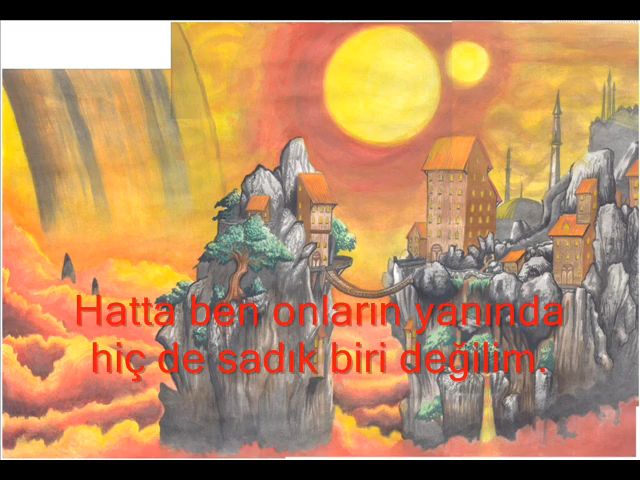 Hatta ben onların yanında
hiç de sadık biri değilim.